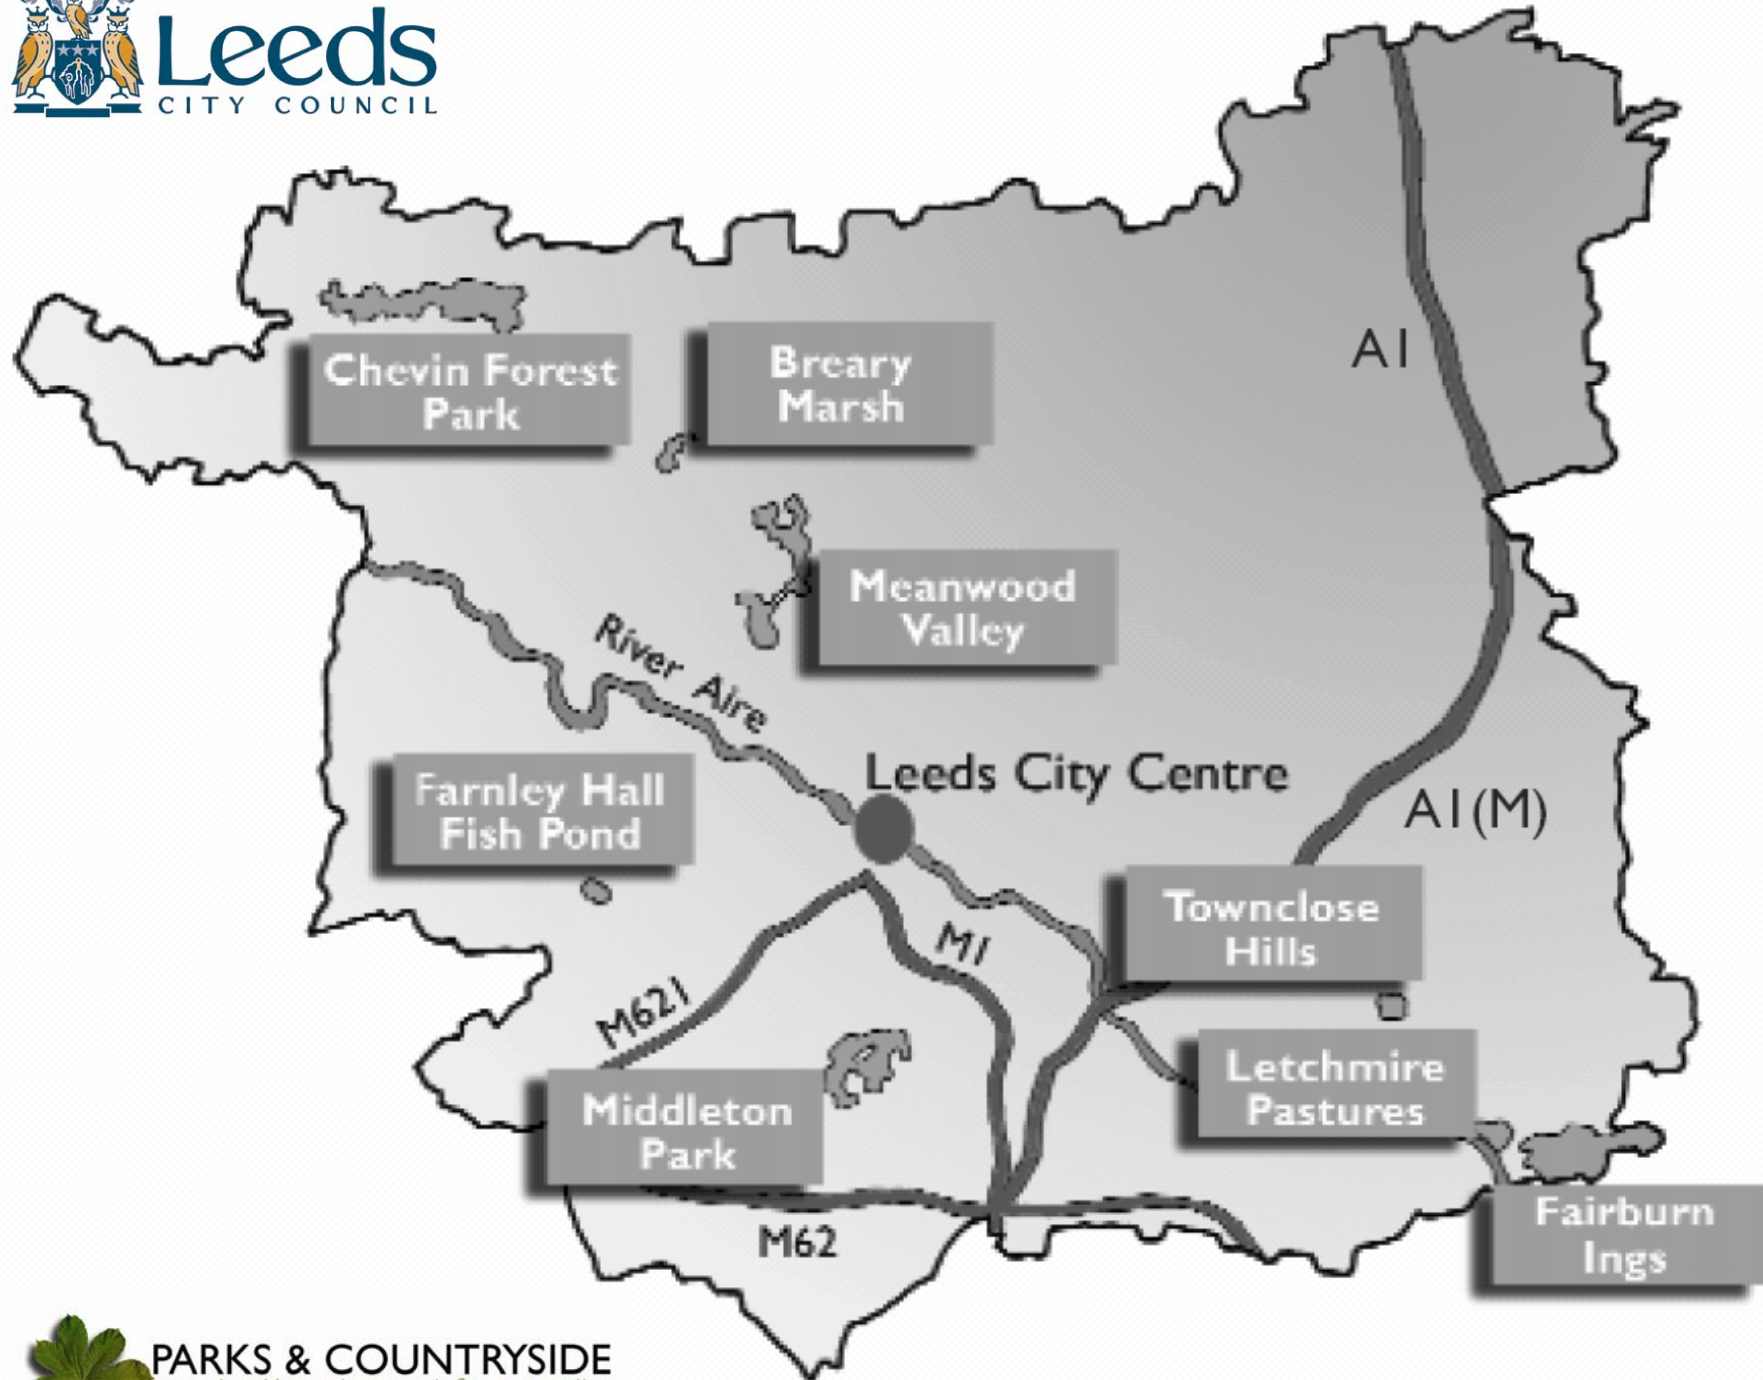 Leeds
CITY COUNCIL
A1
Chevin Forest
Park
Breary
Marsh
Meanwood
Valley
River Aire
Leeds City Centre
Farnley Hall
Fish Pond
A1(M)
Townclose
Hills
M1
M621
Letchmire
Pastures
Middleton
Park
Fairburn
Ings
M62
PARKS & COUNTRYSIDE